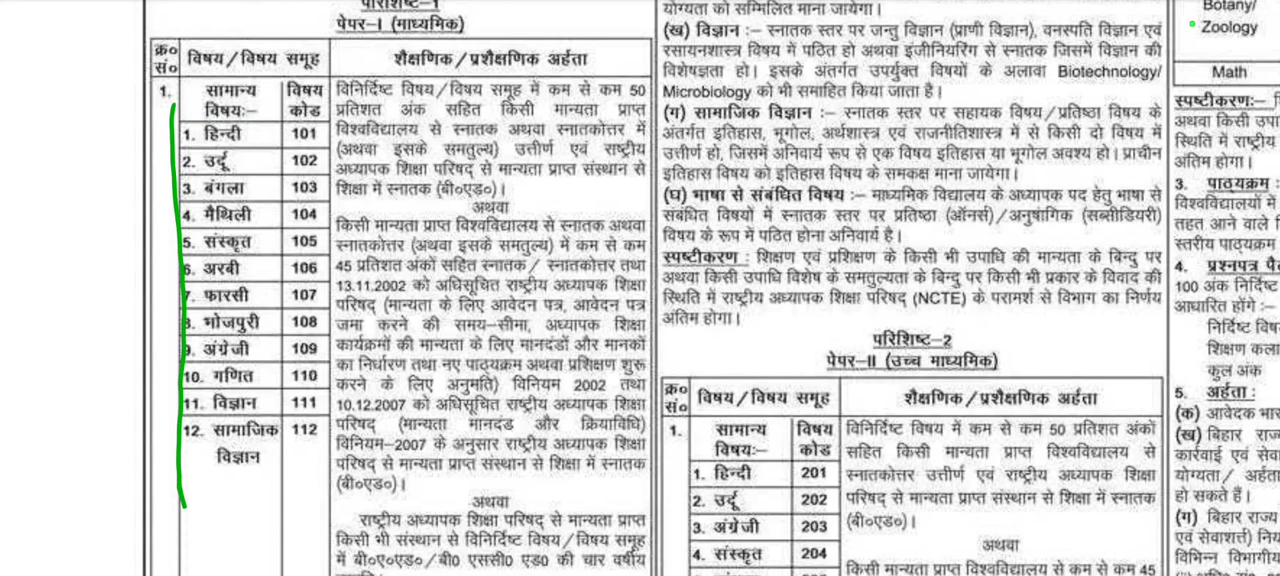 परिशिष्ट–1
पेपर–I (माध्यमिक)
क्र० सं०
विषय/विषय समूह
शैक्षणिक/प्रशैक्षणिक अर्हता
1.
सामान्य विषय:–
विषय कोड
1. हिन्दी 101
2. उर्दू 102
3. बंगला 103
4. मैथिली 104
5. संस्कृत 105
6. अरबी 106
7. फारसी 107
8. भोजपुरी 108
9. अंग्रेजी 109
10. गणित 110
11. विज्ञान 111
12. सामाजिक 112
विज्ञान
विनिर्दिष्ट विषय/विषय समूह में कम से कम 50
प्रतिशत अंक सहित किसी मान्यता प्राप्त
विश्वविद्यालय से स्नातक अथवा स्नातकोत्तर में
(अथवा इसके समतुल्य) उत्तीर्ण एवं राष्ट्रीय
अध्यापक शिक्षा परिषद् से मान्यता प्राप्त संस्थान से
शिक्षा में स्नातक (बी०एड०)।
अथवा
किसी मान्यता प्राप्त विश्वविद्यालय से स्नातक अथवा
स्नातकोत्तर (अथवा इसके समतुल्य) में कम से कम
45 प्रतिशत अंकों सहित स्नातक/ स्नातकोत्तर तथा
13.11.2002 को अधिसूचित राष्ट्रीय अध्यापक शिक्षा
परिषद् (मान्यता के लिए आवेदन पत्र, आवेदन पत्र
जमा करने की समय–सीमा, अध्यापक शिक्षा
कार्यक्रमों की मान्यता के लिए मानदंडों और मानकों
का निर्धारण तथा नए पाठ्यक्रम अथवा प्रशिक्षण शुरू
करने के लिए अनुमति) विनियम 2002 तथा
10.12.2007 को अधिसूचित राष्ट्रीय अध्यापक शिक्षा
परिषद् (मान्यता मानदंड और क्रियाविधि)
विनियम–2007 के अनुसार राष्ट्रीय अध्यापक शिक्षा
परिषद् से मान्यता प्राप्त संस्थान से शिक्षा में स्नातक
(बी०एड०)।
अथवा
राष्ट्रीय अध्यापक शिक्षा परिषद् से मान्यता प्राप्त
किसी भी संस्थान से विनिर्दिष्ट विषय/विषय समूह
में बी०ए०एड०/बी0 एससी0 एड0 की चार वर्षीय
योग्यता को सम्मिलित माना जायेगा।
(ख) विज्ञान :– स्नातक स्तर पर जन्तु विज्ञान (प्राणी विज्ञान), वनस्पति विज्ञान एवं
रसायनशास्त्र विषय में पठित हो अथवा इंजीनियरिंग से स्नातक जिसमें विज्ञान की
विशेषज्ञता हो। इसके अंतर्गत उपर्युक्त विषयों के अलावा Biotechnology/
Microbiology को भी समाहित किया जाता है।
(ग) सामाजिक विज्ञान :– स्नातक स्तर पर सहायक विषय/प्रतिष्ठा विषय के
अंतर्गत इतिहास, भूगोल, अर्थशास्त्र एवं राजनीतिशास्त्र में से किसी दो विषय में
उत्तीर्ण हो, जिसमें अनिवार्य रूप से एक विषय इतिहास या भूगोल अवश्य हो। प्राचीन
इतिहास विषय को इतिहास विषय के समकक्ष माना जायेगा।
(घ) भाषा से संबंधित विषय :– माध्यमिक विद्यालय के अध्यापक पद हेतु भाषा से
संबंधित विषयों में स्नातक स्तर पर प्रतिष्ठा (ऑनर्स)/अनुषांगिक (सब्सीडियरी)
विषय के रूप में पठित होना अनिवार्य है।
स्पष्टीकरण : शिक्षण एवं प्रशिक्षण के किसी भी उपाधि की मान्यता के बिन्दु पर
अथवा किसी उपाधि विशेष के समतुल्यता के बिन्दु पर किसी भी प्रकार के विवाद की
स्थिति में राष्ट्रीय अध्यापक शिक्षा परिषद् (NCTE) के परामर्श से विभाग का निर्णय
अंतिम होगा।
परिशिष्ट–2
पेपर–II (उच्च माध्यमिक)
क्र० सं०
विषय/विषय समूह
शैक्षणिक/प्रशैक्षणिक अर्हता
1.
सामान्य विषय:–
विषय कोड
1. हिन्दी 201
2. उर्दू 202
3. अंग्रेजी 203
4. संस्कृत 204
विनिर्दिष्ट विषय में कम से कम 50 प्रतिशत अंकों
सहित किसी मान्यता प्राप्त विश्वविद्यालय से
स्नातकोत्तर उत्तीर्ण एवं राष्ट्रीय अध्यापक शिक्षा
परिषद् से मान्यता प्राप्त संस्थान से शिक्षा में स्नातक
(बी०एड०)।
अथवा
किसी मान्यता प्राप्त विश्वविद्यालय से कम से कम 45
Botany/
Zoology
Math
स्पष्टीकरण:–
अथवा किसी उपा
स्थिति में राष्ट्रीय
अंतिम होगा।
3. पाठ्यक्रम :
विश्वविद्यालयों में
तहत आने वाले
स्तरीय पाठ्यक्रम
4. प्रश्नपत्र पै
100 अंक निर्दिष्ट
आधारित होंगे :–
निर्दिष्ट विष
शिक्षण कला
कुल अंक
5. अर्हता :
(क) आवेदक भार
(ख) बिहार राज
कार्रवाई एवं सेवा
योग्यता/ अर्हता
हो सकते हैं।
(ग) बिहार राज्य
एवं सेवाशर्त) निय
विभिन्न विभागीय